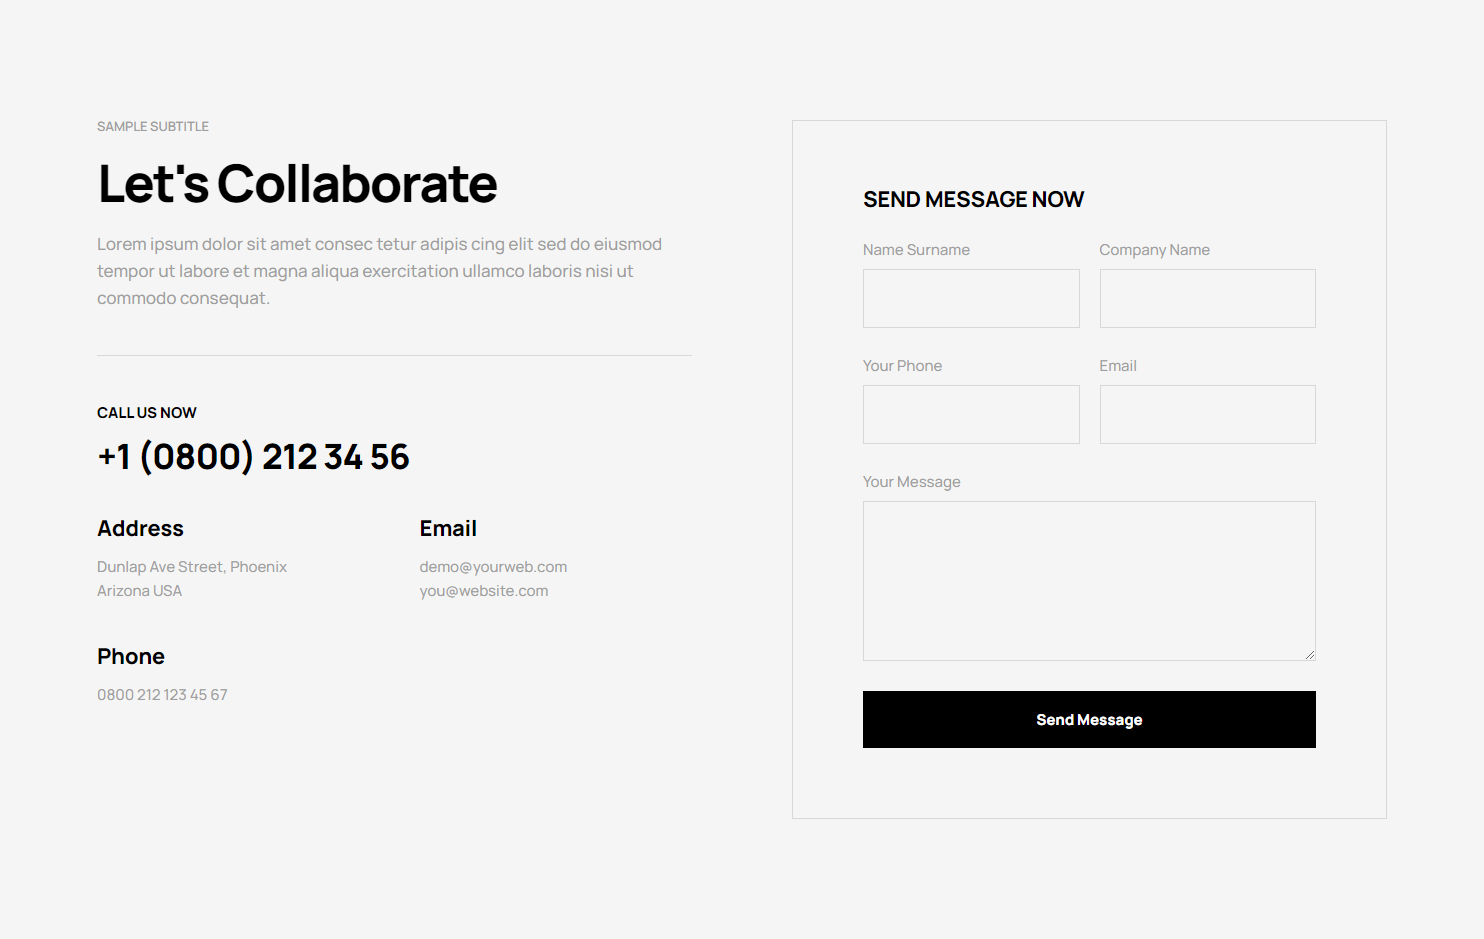 SAMPLE SUBTITLE
Let's Collaborate
Lorem ipsum dolor sit amet consec tetur adipis cing elit sed do eiusmod
tempor ut labore et magna aliqua exercitation ullamco laboris nisi ut
commodo consequat.
CALL US NOW
+1 (0800) 212 34 56
Address
Dunlap Ave Street, Phoenix
Arizona USA
Email
demo@yourweb.com
you@website.com
Phone
0800 212 123 45 67
SEND MESSAGE NOW
Name Surname
Company Name
Your Phone
Email
Your Message
Send Message